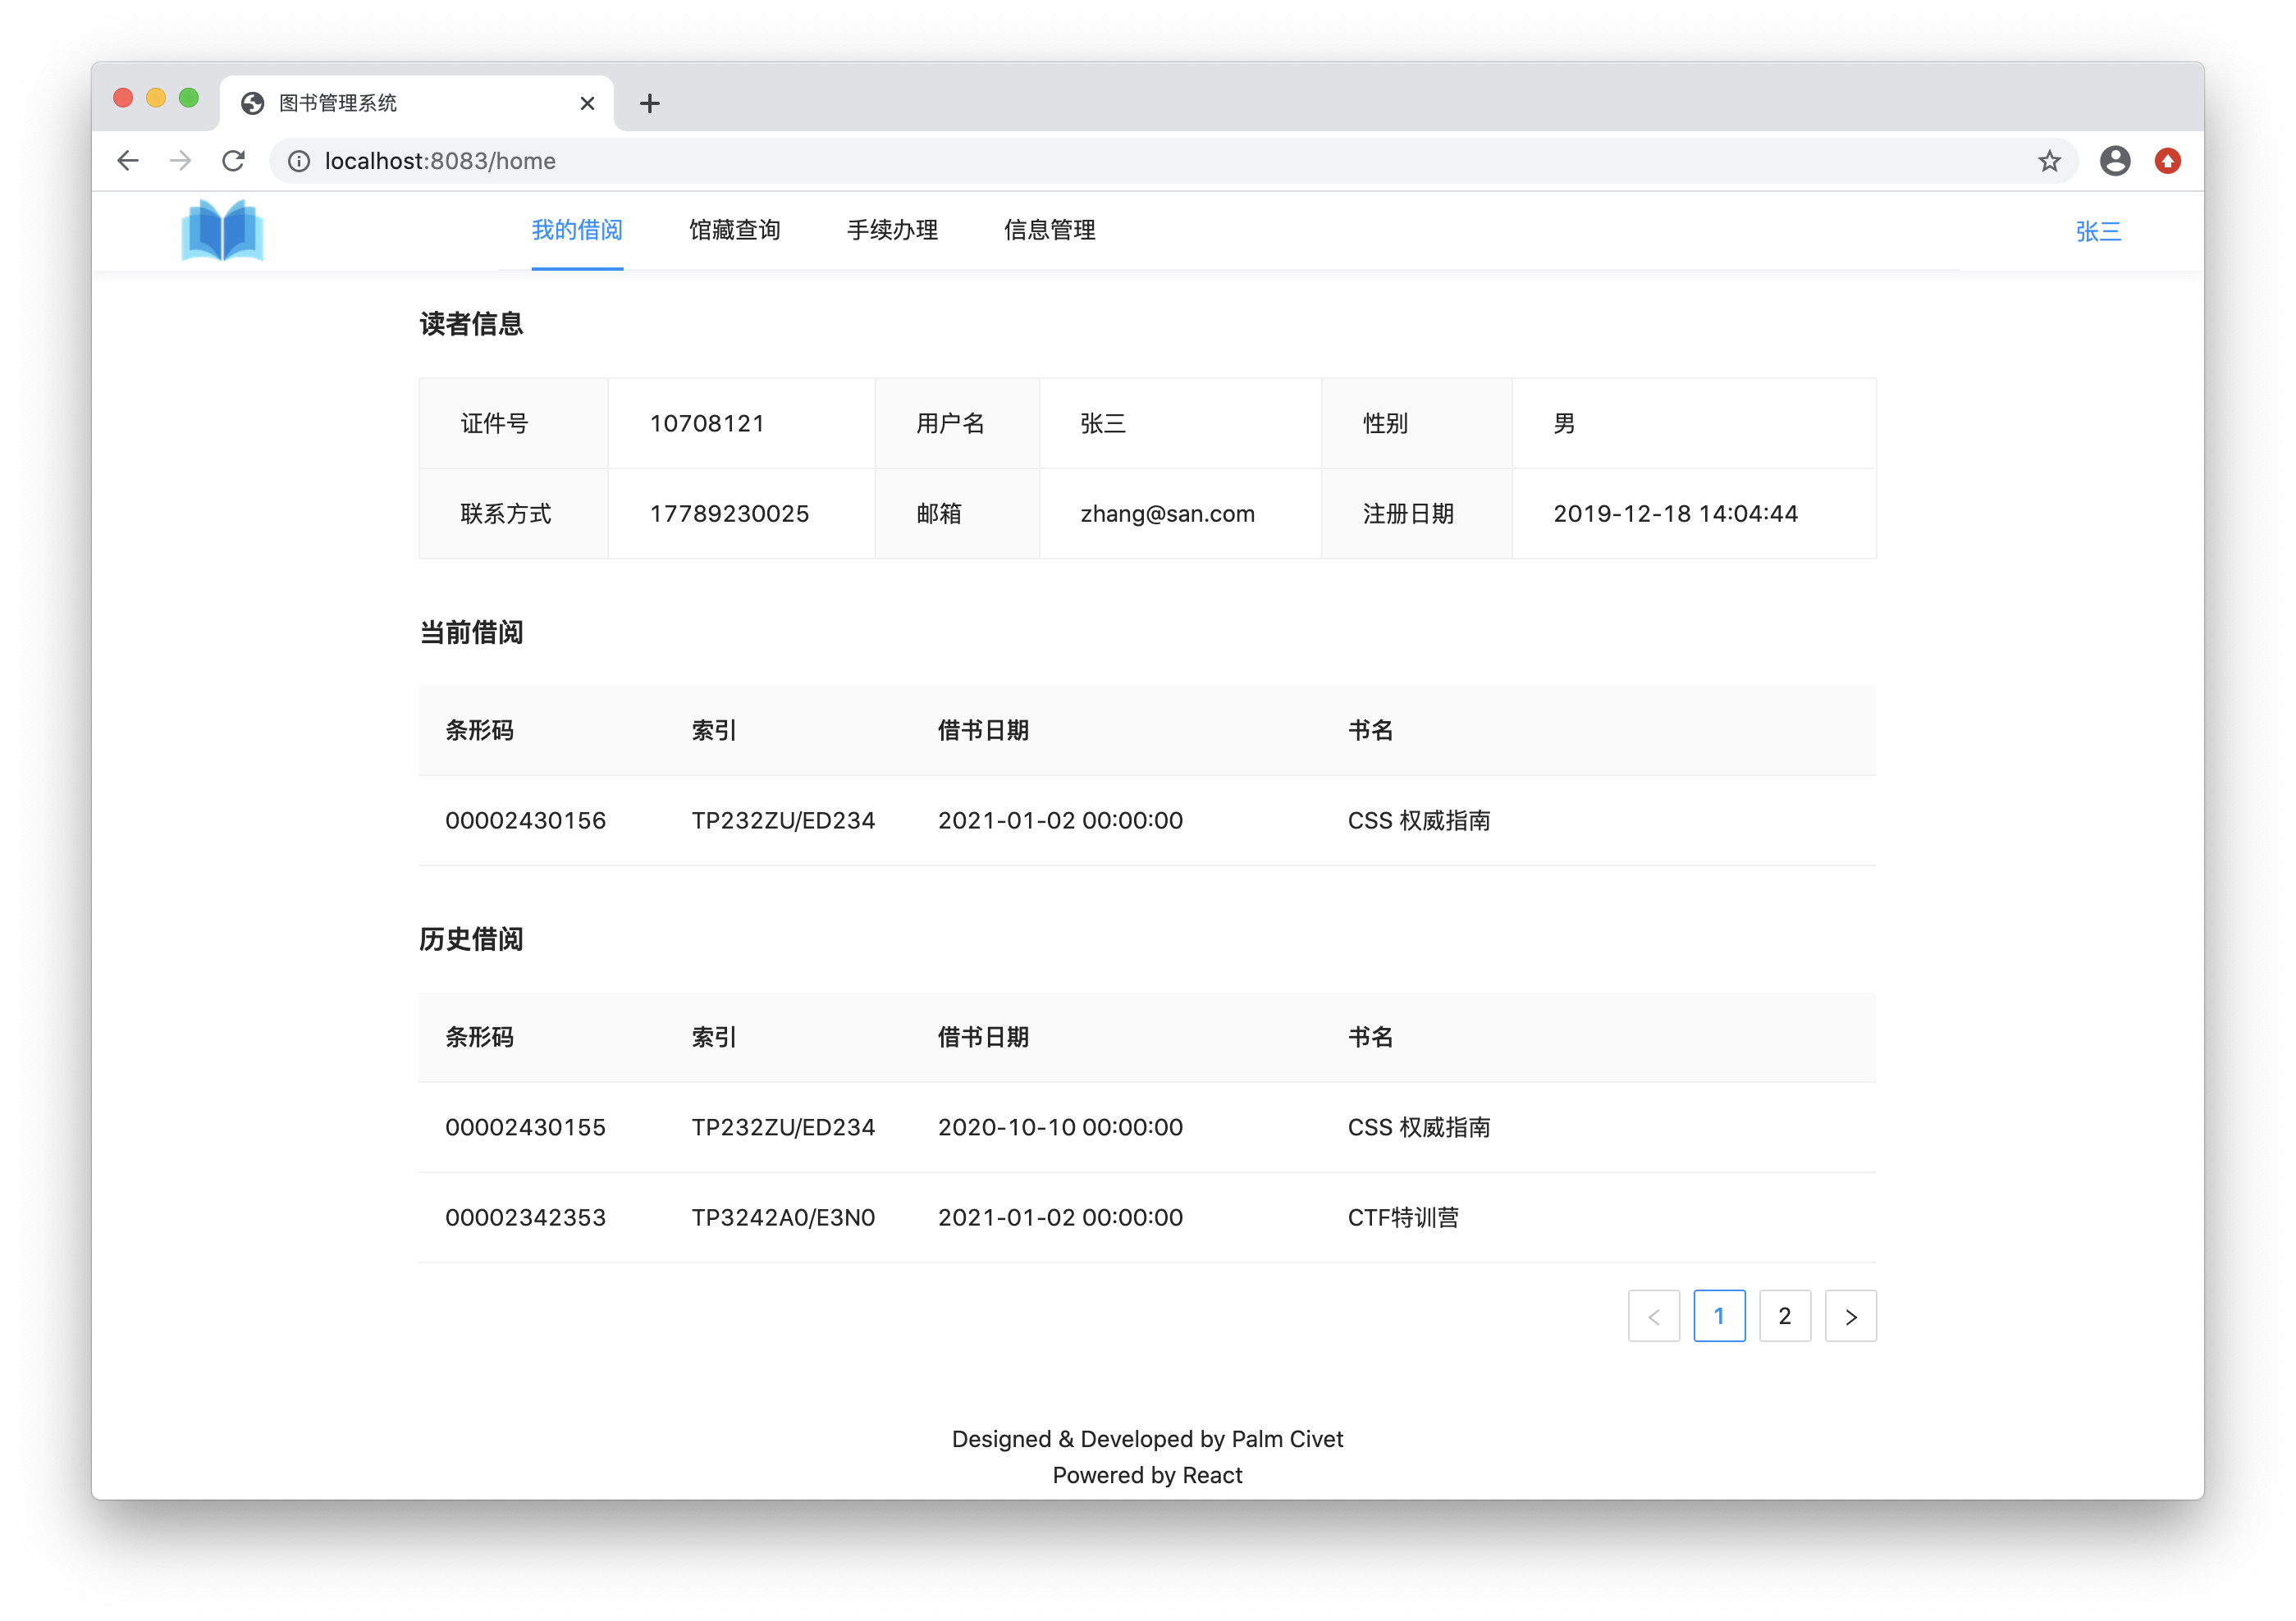 图书管理系统
localhost:8083/home
我的借阅 馆藏查询 手续办理 信息管理 张三
读者信息
证件号 10708121 用户名 张三 性别 男
联系方式 17789230025 邮箱 zhang@san.com 注册日期 2019-12-18 14:04:44
当前借阅
条形码 索引 借书日期 书名
00002430156 TP232ZU/ED234 2021-01-02 00:00:00 CSS 权威指南
历史借阅
条形码 索引 借书日期 书名
00002430155 TP232ZU/ED234 2020-10-10 00:00:00 CSS 权威指南
00002342353 TP3242A0/E3N0 2021-01-02 00:00:00 CTF特训营
< 1 2 >
Designed & Developed by Palm Civet
Powered by React